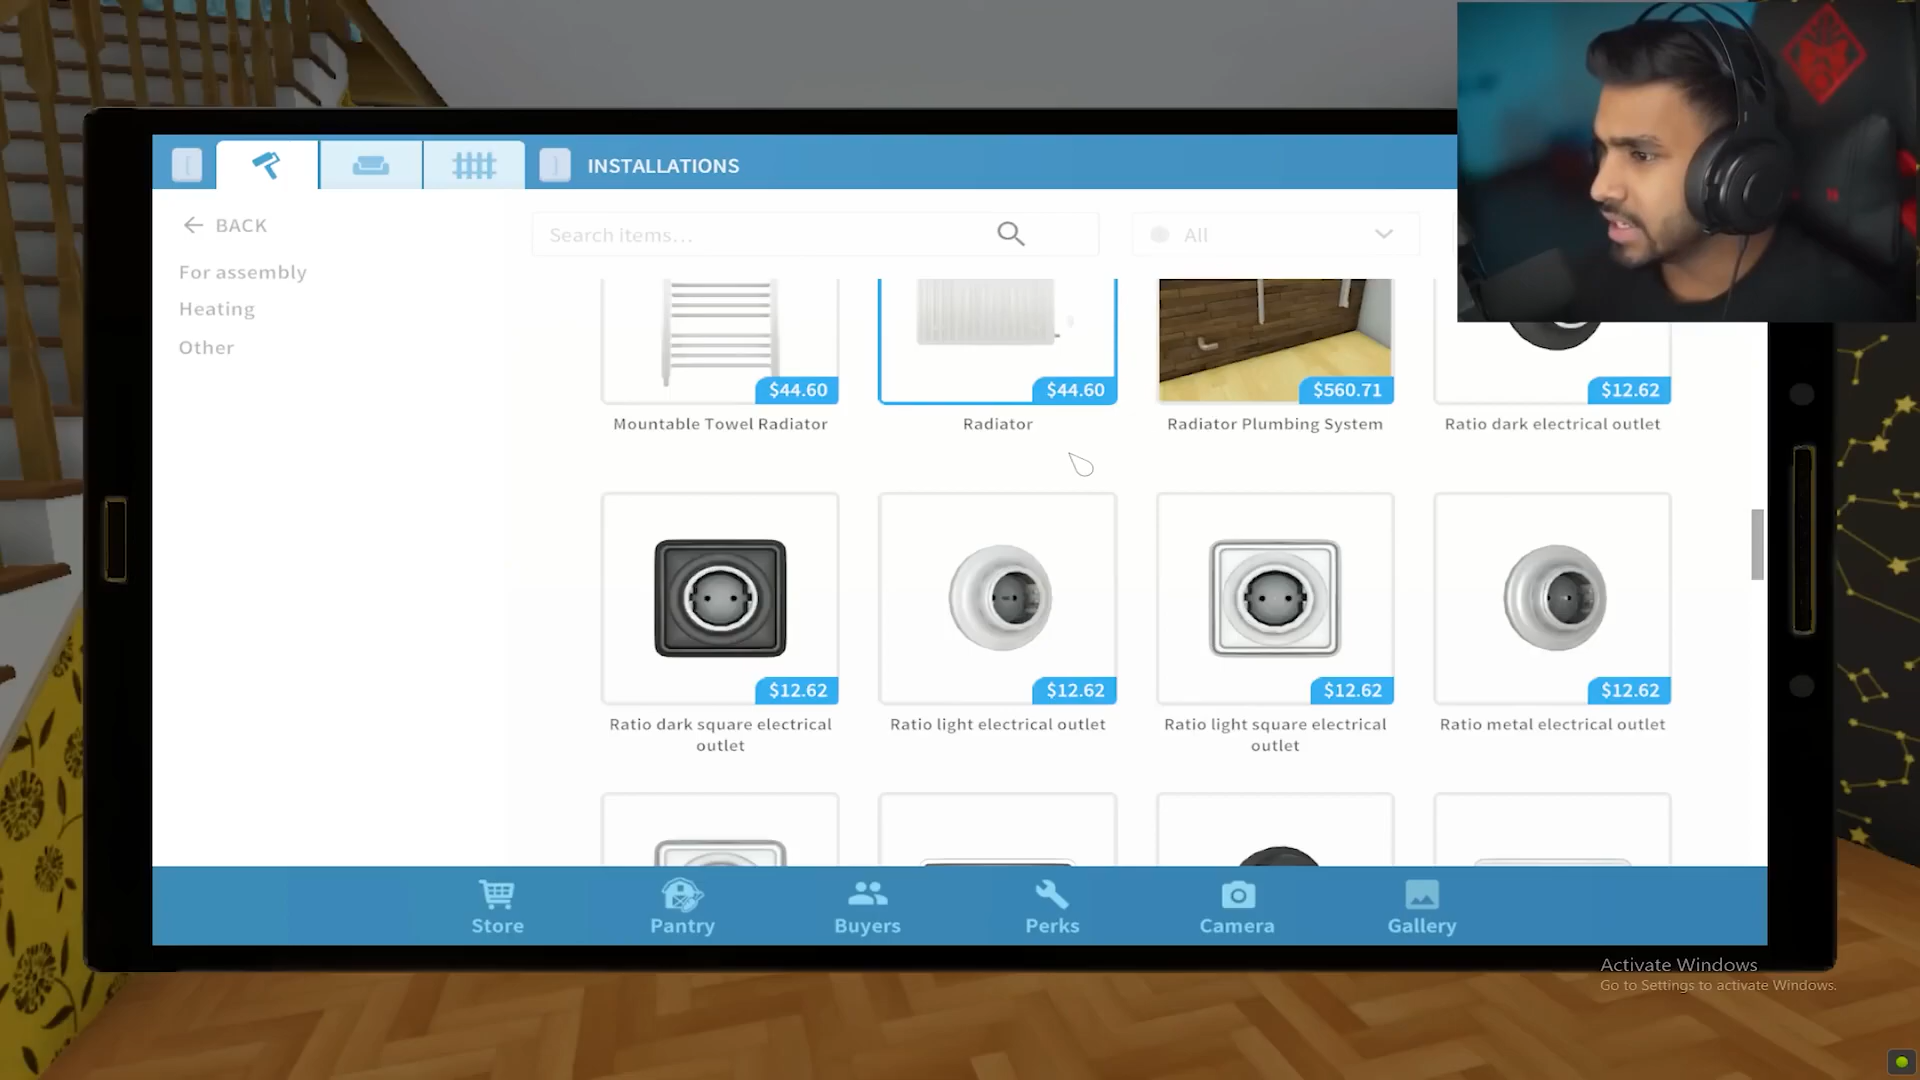 INSTALLATIONS
BACK
Search items...
All
For assembly
Heating
Other
$44.60
$44.60
$560.71
$12.62
Mountable Towel Radiator
Radiator
Radiator Plumbing System
Ratio dark electrical outlet
$12.62
$12.62
$12.62
$12.62
Ratio dark square electrical
outlet
Ratio light electrical outlet
Ratio light square electrical
outlet
Ratio metal electrical outlet
Store
Pantry
Buyers
Perks
Camera
Gallery
Activate Windows
Go to Settings to activate Windows.